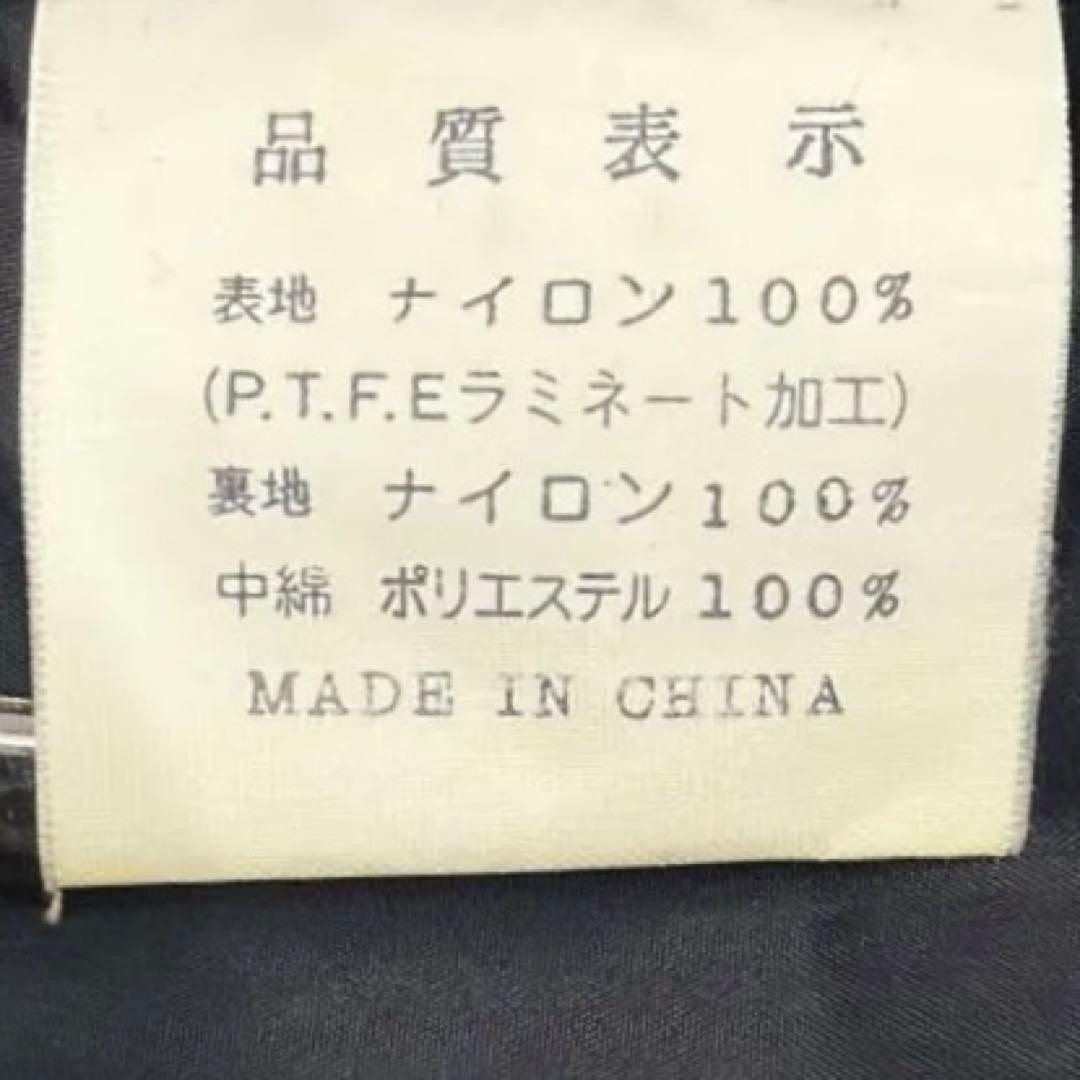 品質表示
表地 ナイロン100%
(P.T.F.Eラミネート加工)
裏地 ナイロン100%
中綿 ポリエステル100%
MADE IN CHINA